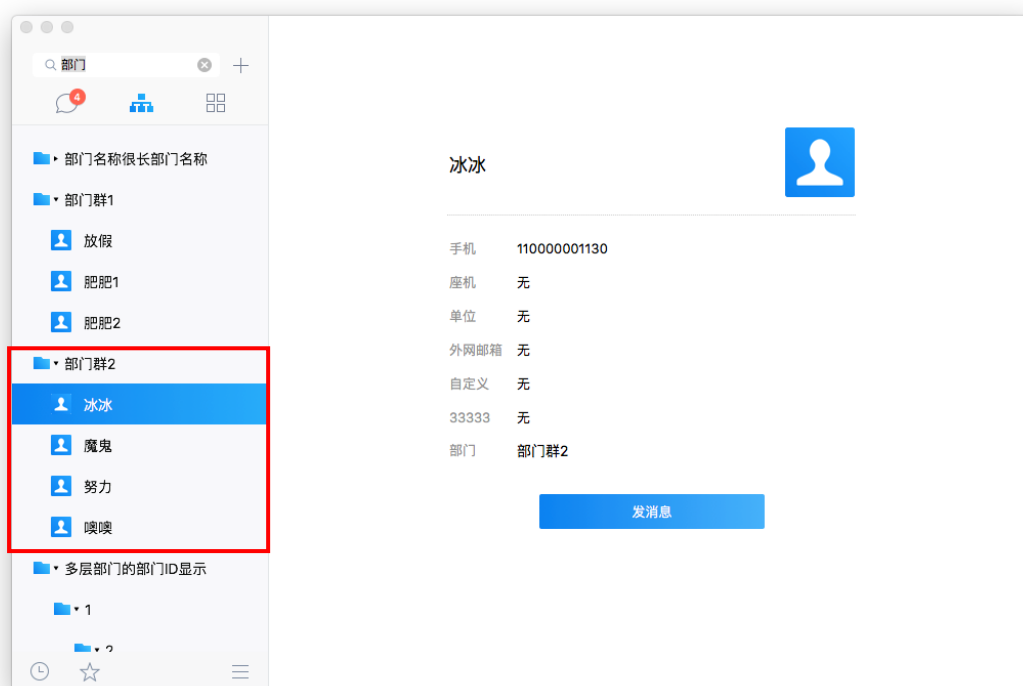 部门
4
部门名称很长部门名称
部门群1
放假
肥肥1
肥肥2
部门群2
冰冰
魔鬼
努力
噢噢
多层部门的部门ID显示
1
2
冰冰
手机 110000001130
座机 无
单位 无
外网邮箱 无
自定义 无
33333 无
部门 部门群2
发消息